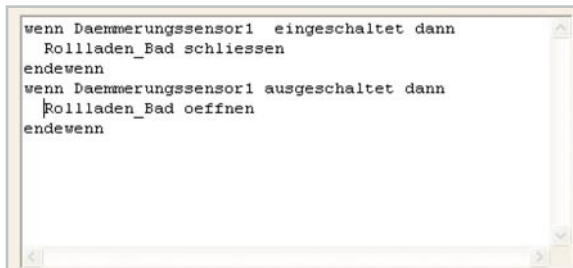 wenn Daemmerungssensor1  eingeschaltet dann
  Rollladen_Bad schliessen
endewenn
wenn Daemmerungssensor1 ausgeschaltet dann
  Rollladen_Bad oeffnen
endewenn